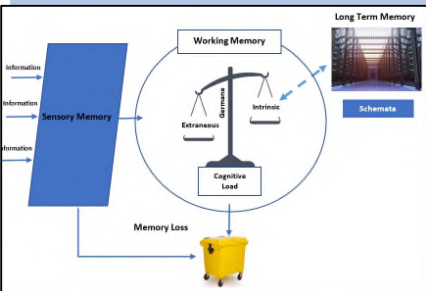 Long Term Memory
Working Memory
Information
Information
nformation
Sensory Memory
Germane
Intrinsic
Extraneous
Schemata
Cognitive
Load
Memory Loss